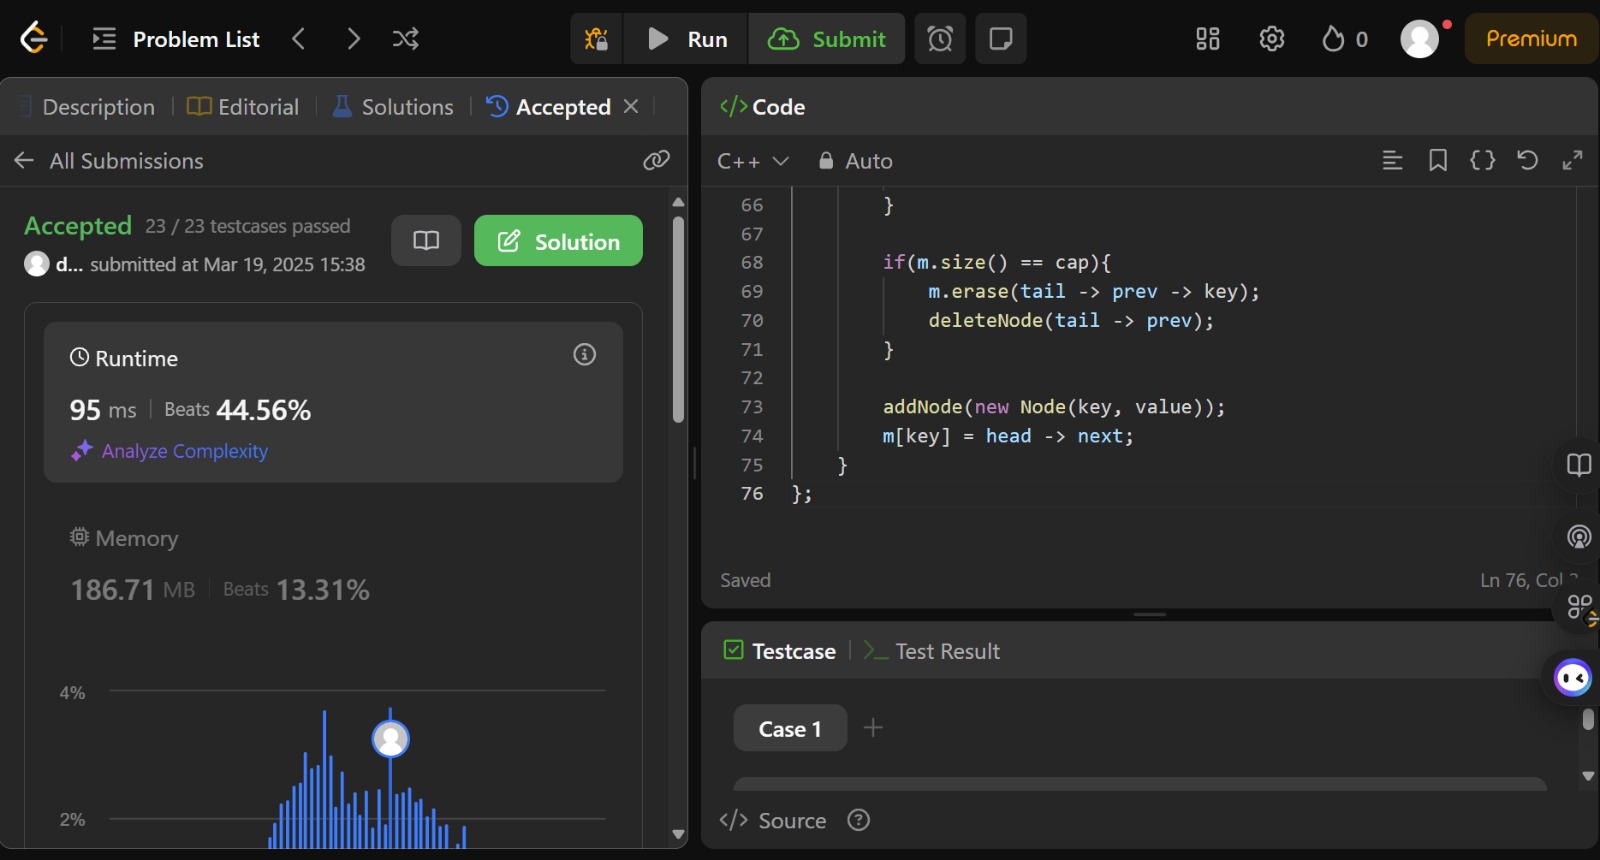 Problem List
Run
Submit
0
Premium
Description
Editorial
Solutions
Accepted
All Submissions
Accepted 23 / 23 testcases passed
d... submitted at Mar 19, 2025 15:38
Solution
Runtime
95 ms Beats 44.56%
Analyze Complexity
Memory
186.71 MB Beats 13.31%
4%
2%
</> Code
C++
Auto
66 }
67
68 if(m.size() == cap){
69 m.erase(tail -> prev -> key);
70 deleteNode(tail -> prev);
71 }
72
73 addNode(new Node(key, value));
74 m[key] = head -> next;
75 }
76 };
Saved
Ln 76, Col
Testcase
Test Result
Case 1
</> Source